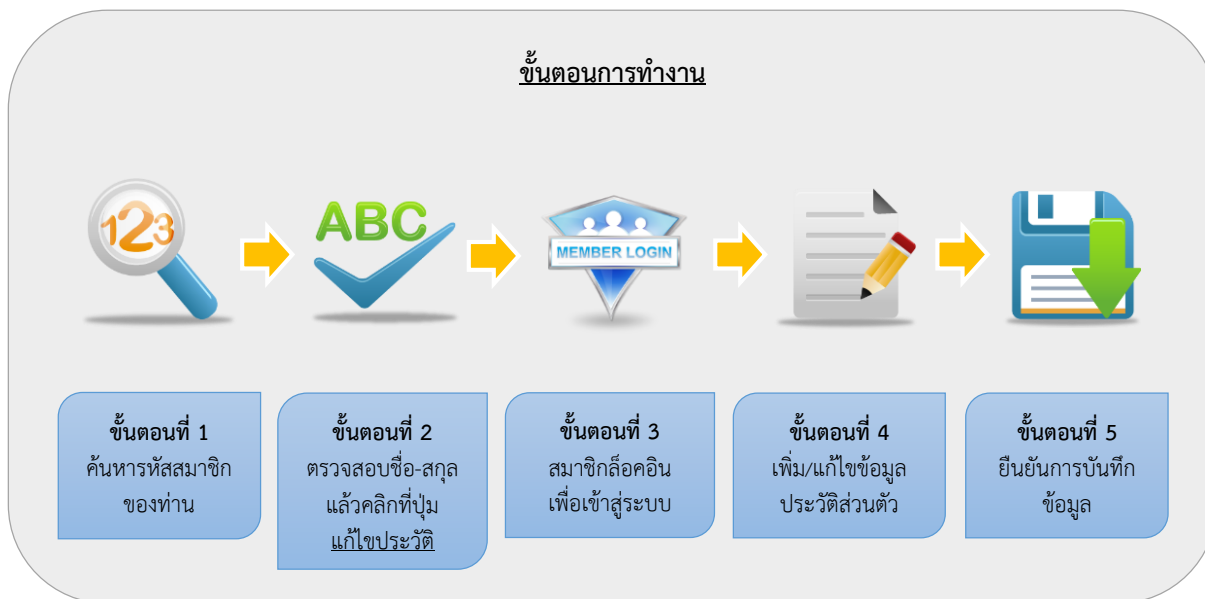 ขั้นตอนการทำงาน
123
ABC
MEMBER LOGIN
ขั้นตอนที่ 1
ค้นหารหัสสมาชิก
ของท่าน
ขั้นตอนที่ 2
ตรวจสอบชื่อ-สกุล
แล้วคลิกที่ปุ่ม
แก้ไขประวัติ
ขั้นตอนที่ 3
สมาชิกล็อคอิน
เพื่อเข้าสู่ระบบ
ขั้นตอนที่ 4
เพิ่ม/แก้ไขข้อมูล
ประวัติส่วนตัว
ขั้นตอนที่ 5
ยืนยันการบันทึก
ข้อมูล